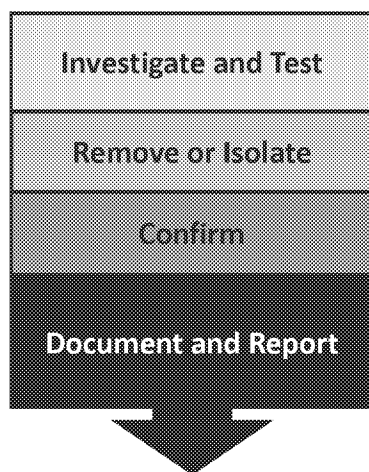 Investigate and Test
Remove or Isolate
Confirm
Document and Report